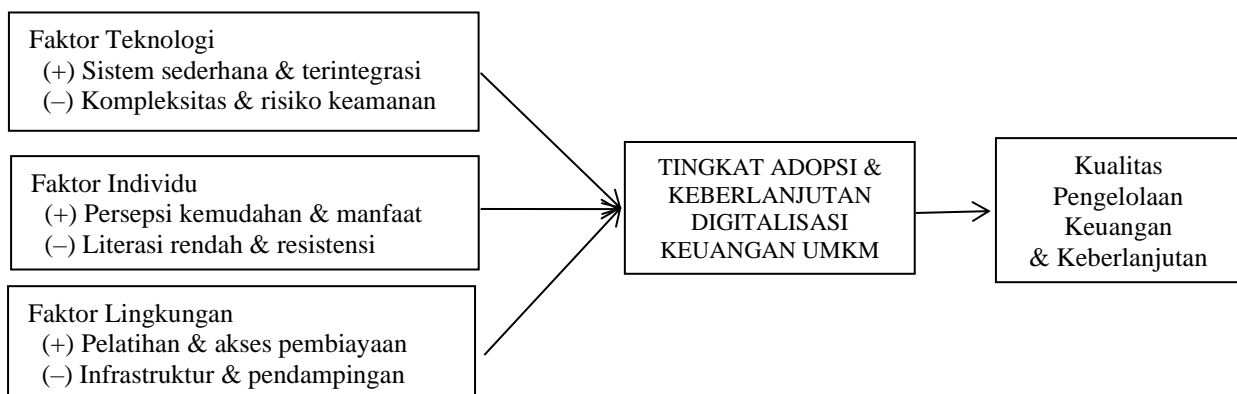 Faktor Teknologi
(+) Sistem sederhana & terintegrasi
(–) Kompleksitas & risiko keamanan
Faktor Individu
(+) Persepsi kemudahan & manfaat
(–) Literasi rendah & resistensi
Faktor Lingkungan
(+) Pelatihan & akses pembiayaan
(–) Infrastruktur & pendampingan
TINGKAT ADOPSI &
KEBERLANJUTAN
DIGITALISASI
KEUANGAN UMKM
Kualitas
Pengelolaan
Keuangan
& Keberlanjutan